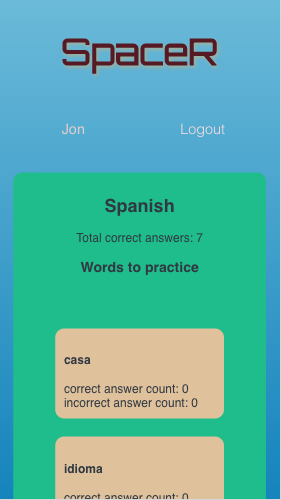 SpaceR
Jon Logout
Spanish
Total correct answers: 7
Words to practice
casa
correct answer count: 0
incorrect answer count: 0
idioma
correct answer count: 0